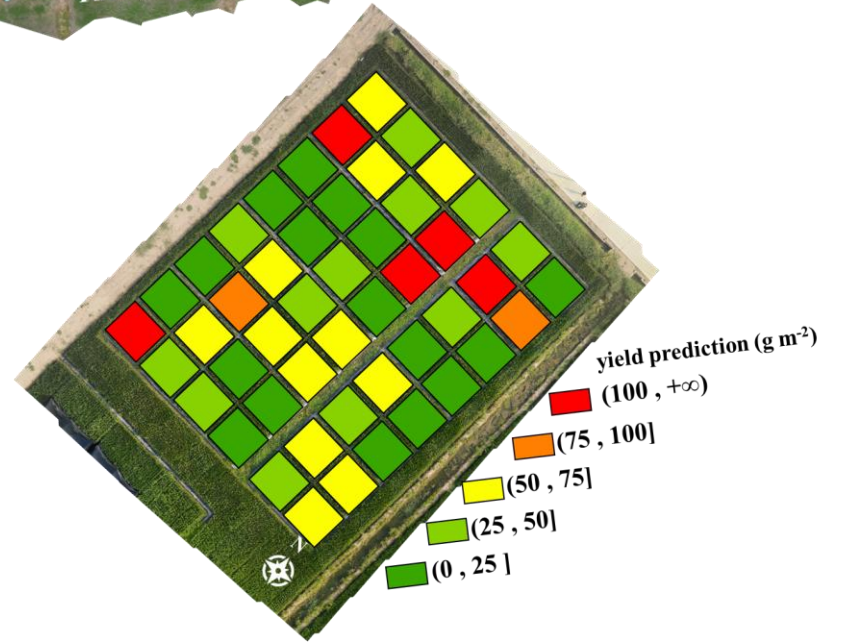 yield prediction (g m⁻²)
(100 , +∞)
(75 , 100]
(50 , 75]
(25 , 50]
(0 , 25 ]
N